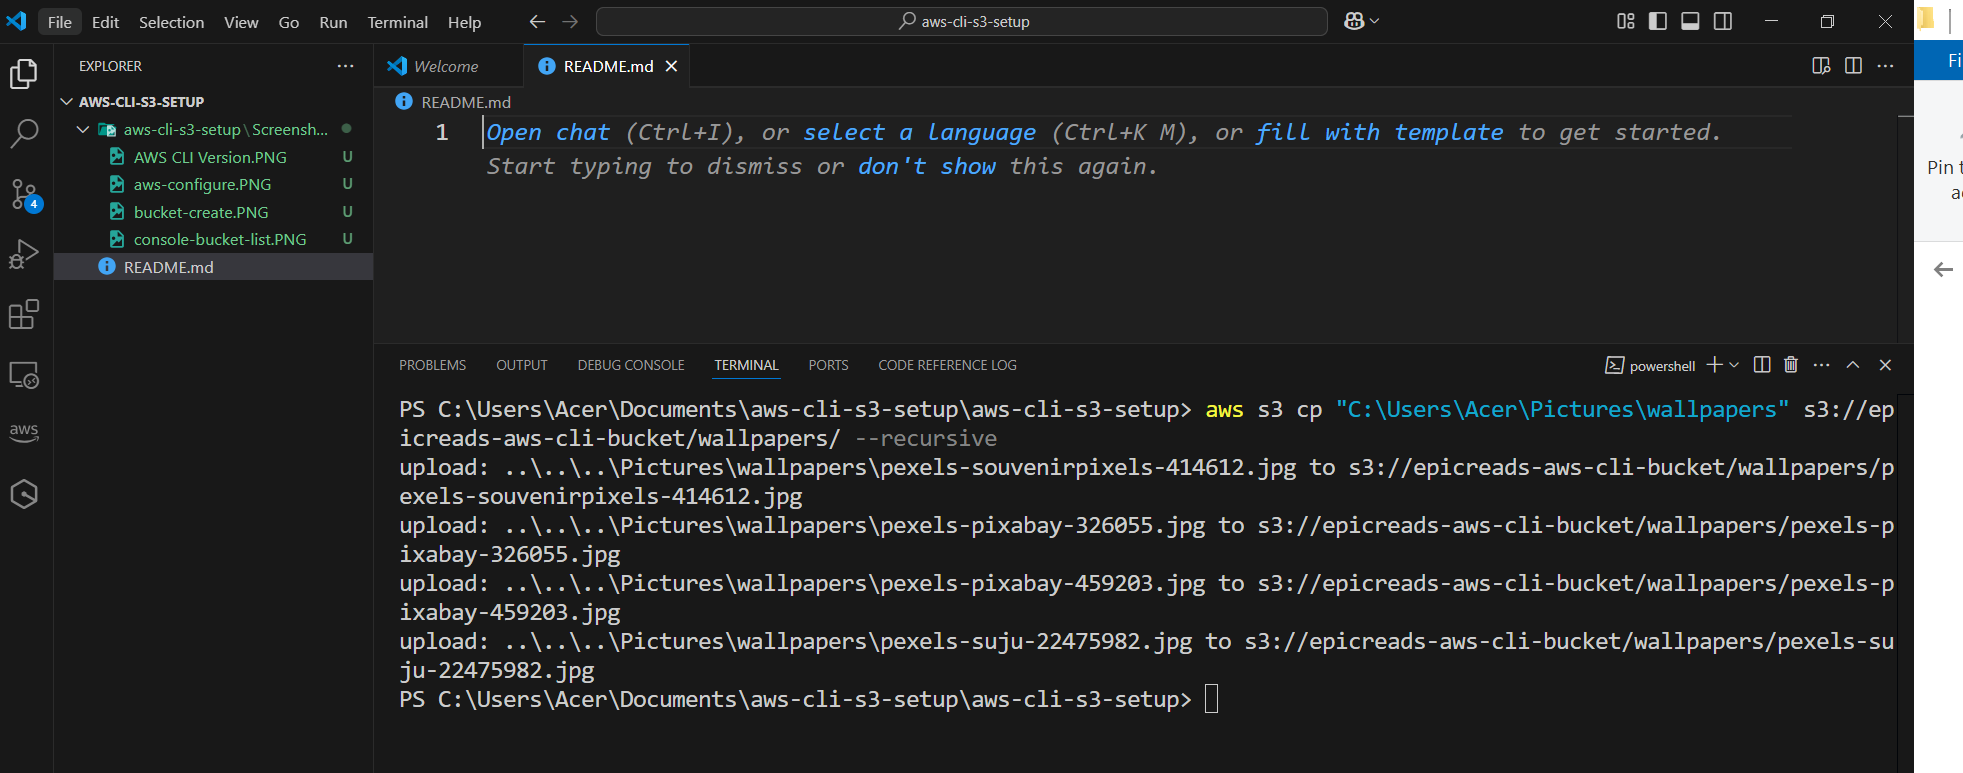 File Edit Selection View Go Run Terminal Help
aws-cli-s3-setup
EXPLORER
AWS-CLI-S3-SETUP
aws-cli-s3-setup\Screensh...
AWS CLI Version.PNG U
aws-configure.PNG U
bucket-create.PNG U
console-bucket-list.PNG U
README.md
4
aws
Welcome
README.md
README.md
1
Open chat (Ctrl+I), or select a language (Ctrl+K M), or fill with template to get started.
Start typing to dismiss or don't show this again.
PROBLEMS OUTPUT DEBUG CONSOLE TERMINAL PORTS CODE REFERENCE LOG
powershell
PS C:\Users\Acer\Documents\aws-cli-s3-setup\aws-cli-s3-setup> aws s3 cp "C:\Users\Acer\Pictures\wallpapers" s3://ep
icreads-aws-cli-bucket/wallpapers/ --recursive
upload: ..\..\..\Pictures\wallpapers\pexels-souvenirpixels-414612.jpg to s3://epicreads-aws-cli-bucket/wallpapers/p
exels-souvenirpixels-414612.jpg
upload: ..\..\..\Pictures\wallpapers\pexels-pixabay-326055.jpg to s3://epicreads-aws-cli-bucket/wallpapers/pexels-p
ixabay-326055.jpg
upload: ..\..\..\Pictures\wallpapers\pexels-pixabay-459203.jpg to s3://epicreads-aws-cli-bucket/wallpapers/pexels-p
ixabay-459203.jpg
upload: ..\..\..\Pictures\wallpapers\pexels-suju-22475982.jpg to s3://epicreads-aws-cli-bucket/wallpapers/pexels-su
ju-22475982.jpg
PS C:\Users\Acer\Documents\aws-cli-s3-setup\aws-cli-s3-setup>
Fi
Pin t
a